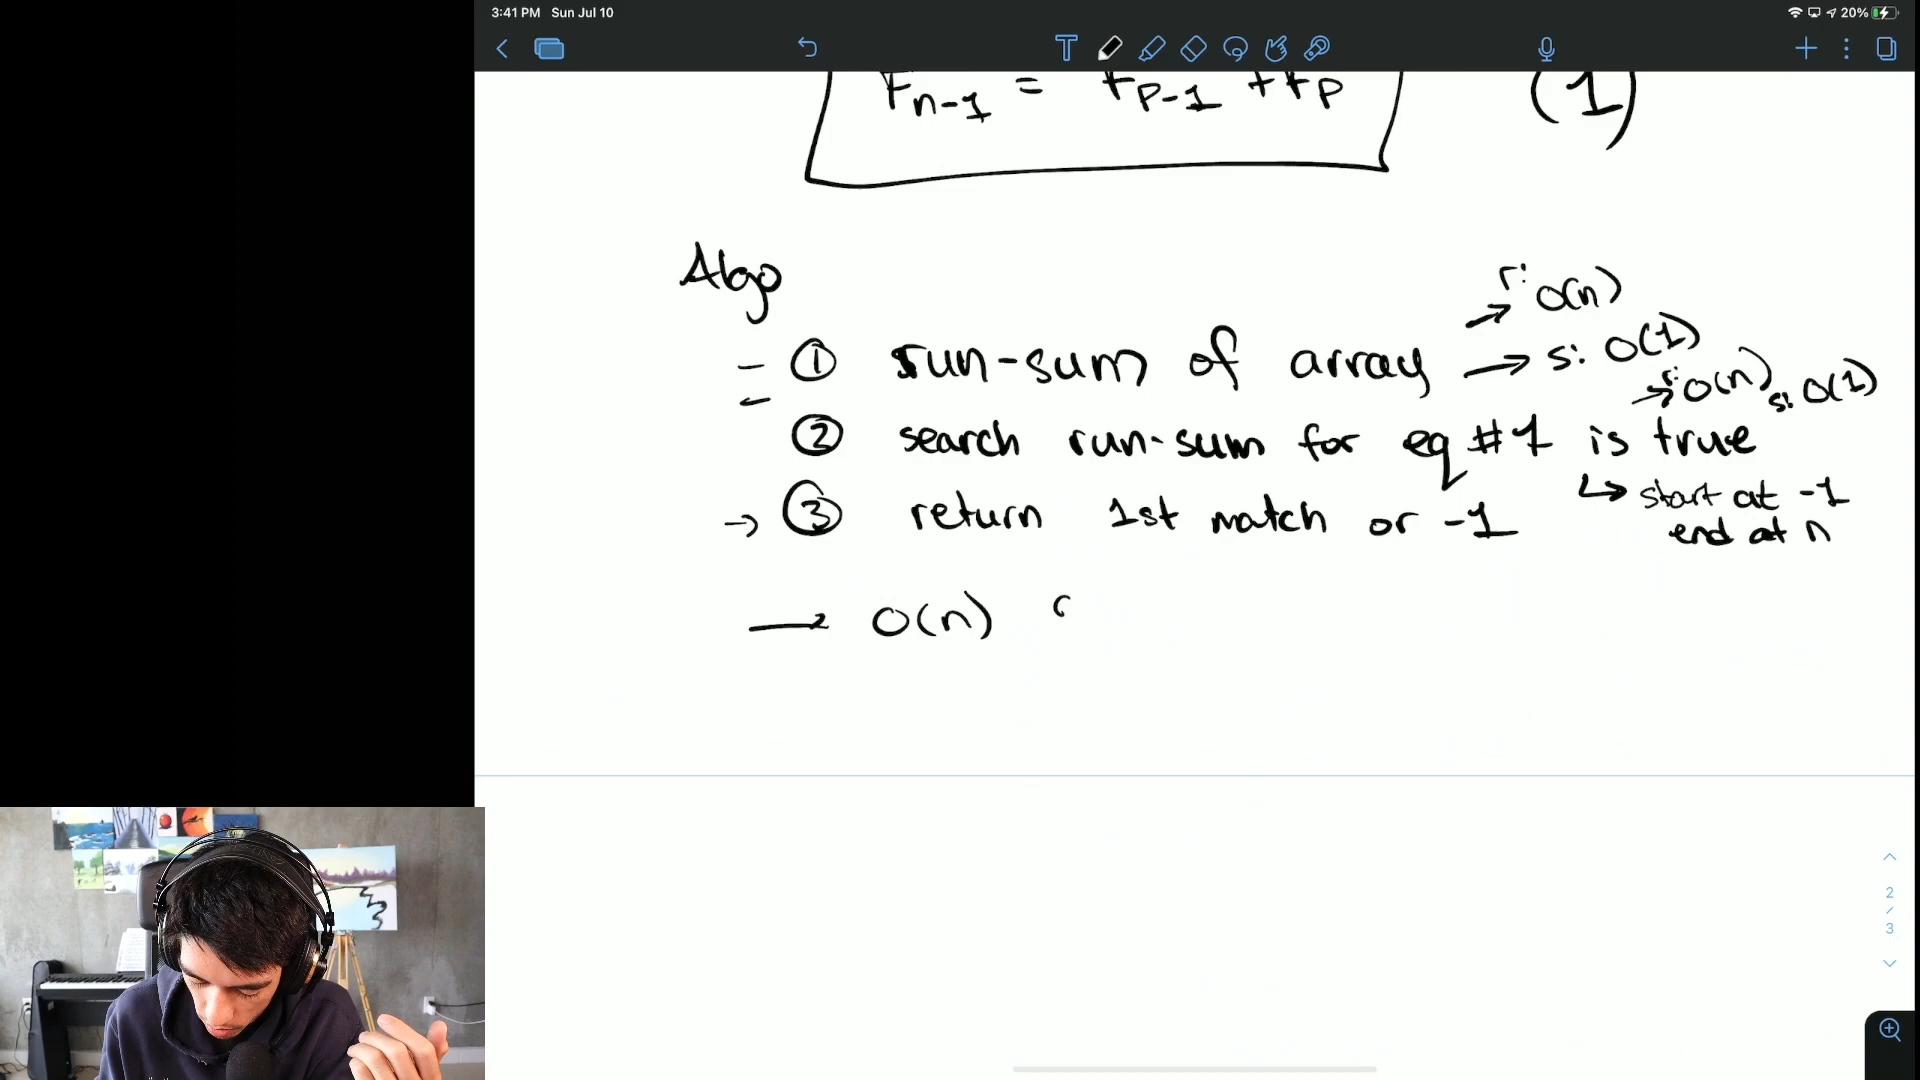 3:41 PM Sun Jul 10
20%
F n-1 = F p-1 + F p (1)
Algo
r: O(n)
① run-sum of array → s: O(1)
→ r: O(n) s: O(1)
② search run-sum for eq #1 is true
↳ start at -1
→ ③ return 1st match or -1
end at n
→ O(n)
2
/
3